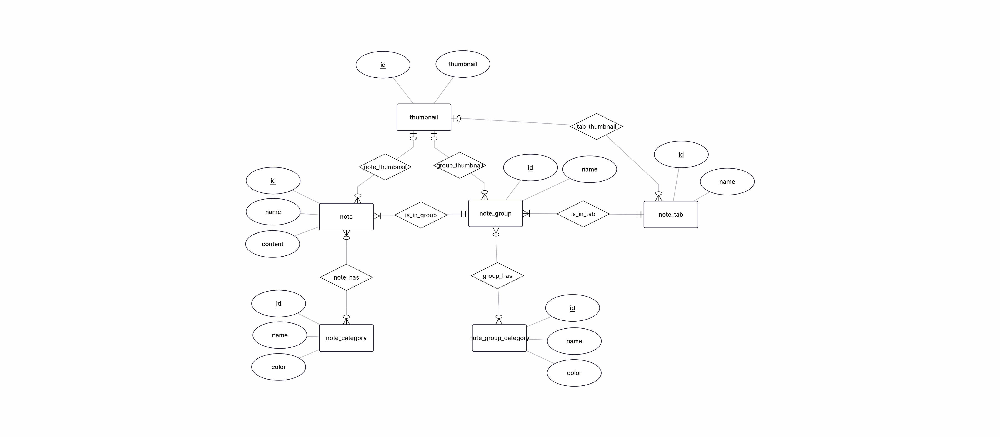 id
thumbnail
thumbnail
tab_thumbnail
note_thumbnail
group_thumbnail
id
name
id
name
id
name
content
note
is_in_group
note_group
is_in_tab
note_tab
note_has
group_has
id
name
color
note_category
note_group_category
id
name
color